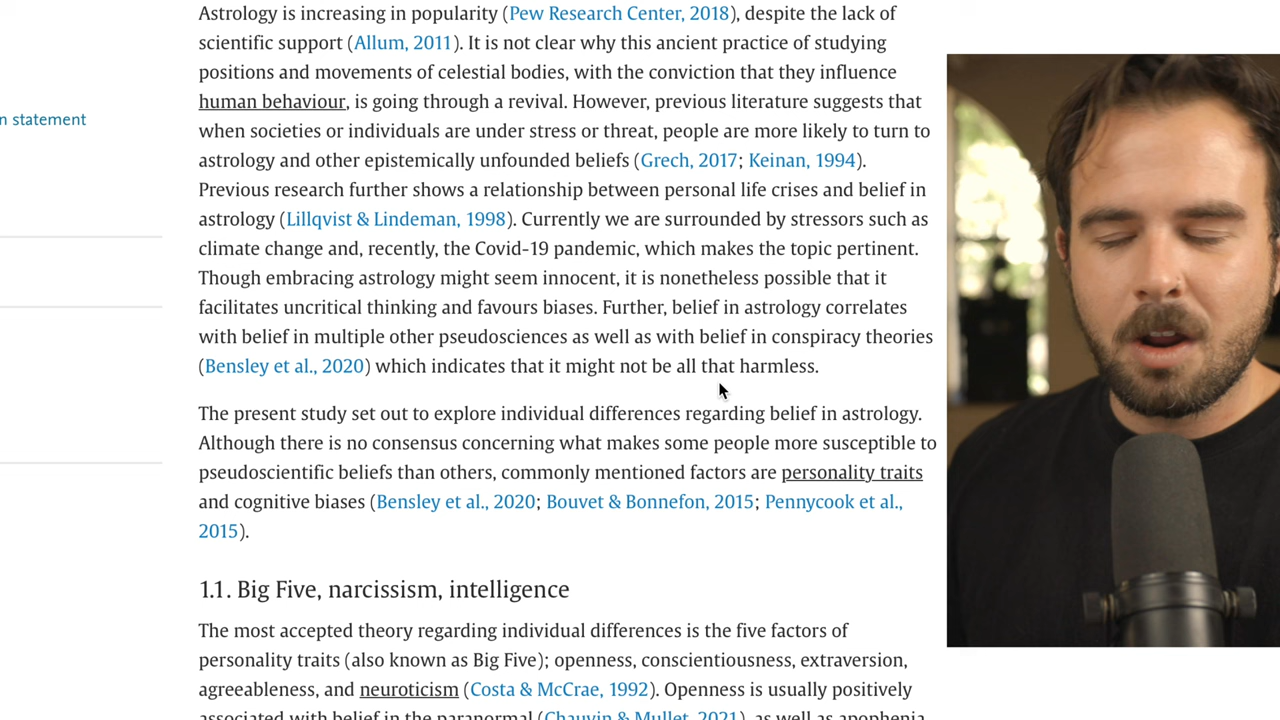 Astrology is increasing in popularity (Pew Research Center, 2018), despite the lack of
scientific support (Allum, 2011). It is not clear why this ancient practice of studying
positions and movements of celestial bodies, with the conviction that they influence
n statement
human behaviour, is going through a revival. However, previous literature suggests that
when societies or individuals are under stress or threat, people are more likely to turn to
astrology and other epistemically unfounded beliefs (Grech, 2017; Keinan, 1994).
Previous research further shows a relationship between personal life crises and belief in
astrology (Lillqvist & Lindeman, 1998). Currently we are surrounded by stressors such as
climate change and, recently, the Covid-19 pandemic, which makes the topic pertinent.
Though embracing astrology might seem innocent, it is nonetheless possible that it
facilitates uncritical thinking and favours biases. Further, belief in astrology correlates
with belief in multiple other pseudosciences as well as with belief in conspiracy theories
(Bensley et al., 2020) which indicates that it might not be all that harmless.
The present study set out to explore individual differences regarding belief in astrology.
Although there is no consensus concerning what makes some people more susceptible to
pseudoscientific beliefs than others, commonly mentioned factors are personality traits
and cognitive biases (Bensley et al., 2020; Bouvet & Bonnefon, 2015; Pennycook et al.,
2015).
1.1. Big Five, narcissism, intelligence
The most accepted theory regarding individual differences is the five factors of
personality traits (also known as Big Five); openness, conscientiousness, extraversion,
agreeableness, and neuroticism (Costa & McCrae, 1992). Openness is usually positively
associated with belief in the paranormal (Chauvin & Mullet, 2021), as well as apophenia